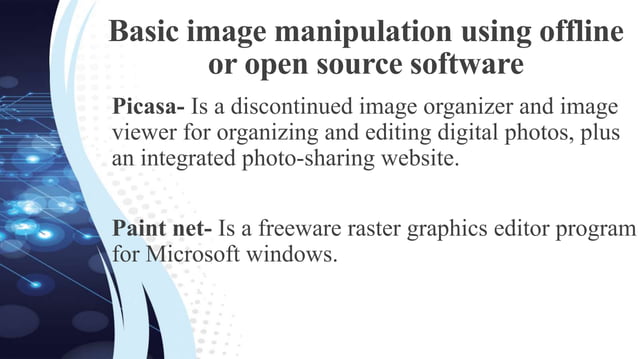 Basic image manipulation using offline
or open source software
Picasa- Is a discontinued image organizer and image
viewer for organizing and editing digital photos, plus
an integrated photo-sharing website.
Paint net- Is a freeware raster graphics editor program
for Microsoft windows.